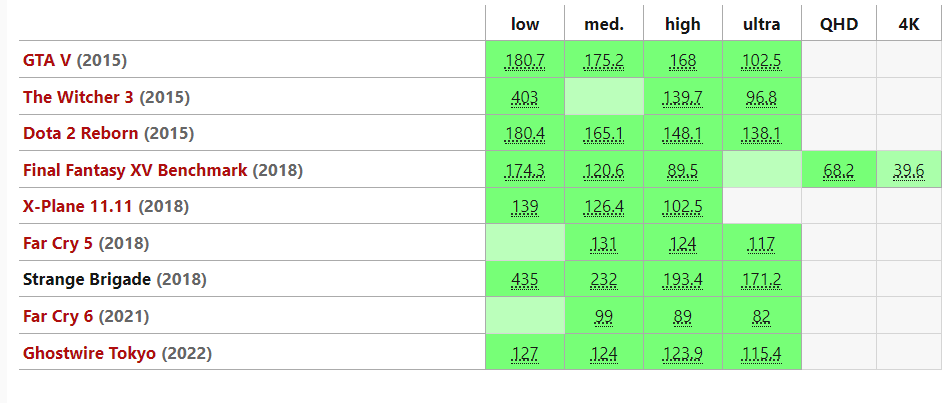 low med. high ultra QHD 4K
GTA V (2015) 180.7 175.2 168 102.5
The Witcher 3 (2015) 403 139.7 96.8
Dota 2 Reborn (2015) 180.4 165.1 148.1 138.1
Final Fantasy XV Benchmark (2018) 174.3 120.6 89.5 68.2 39.6
X-Plane 11.11 (2018) 139 126.4 102.5
Far Cry 5 (2018) 131 124 117
Strange Brigade (2018) 435 232 193.4 171.2
Far Cry 6 (2021) 99 89 82
Ghostwire Tokyo (2022) 127 124 123.9 115.4